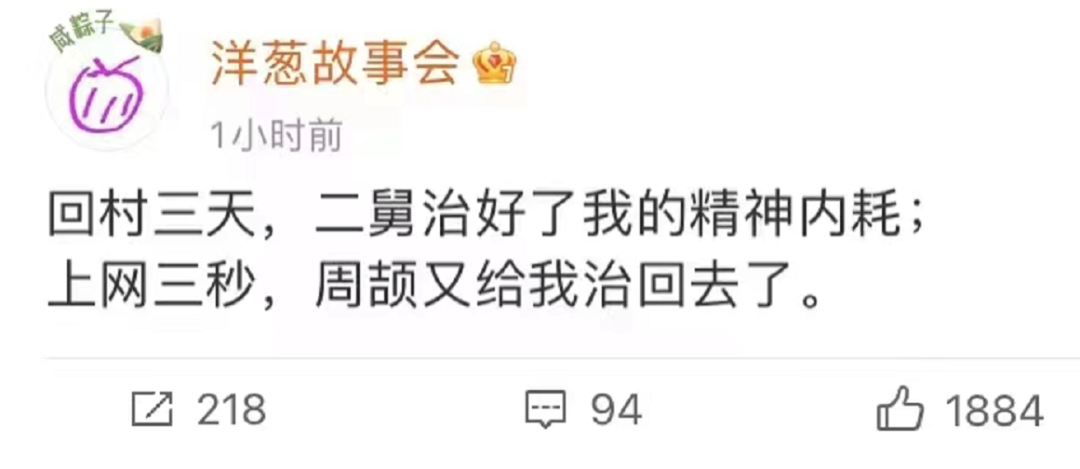 咸粽子
洋葱故事会
1小时前
回村三天，二舅治好了我的精神内耗；
上网三秒，周颉又给我治回去了。
218 94 1884